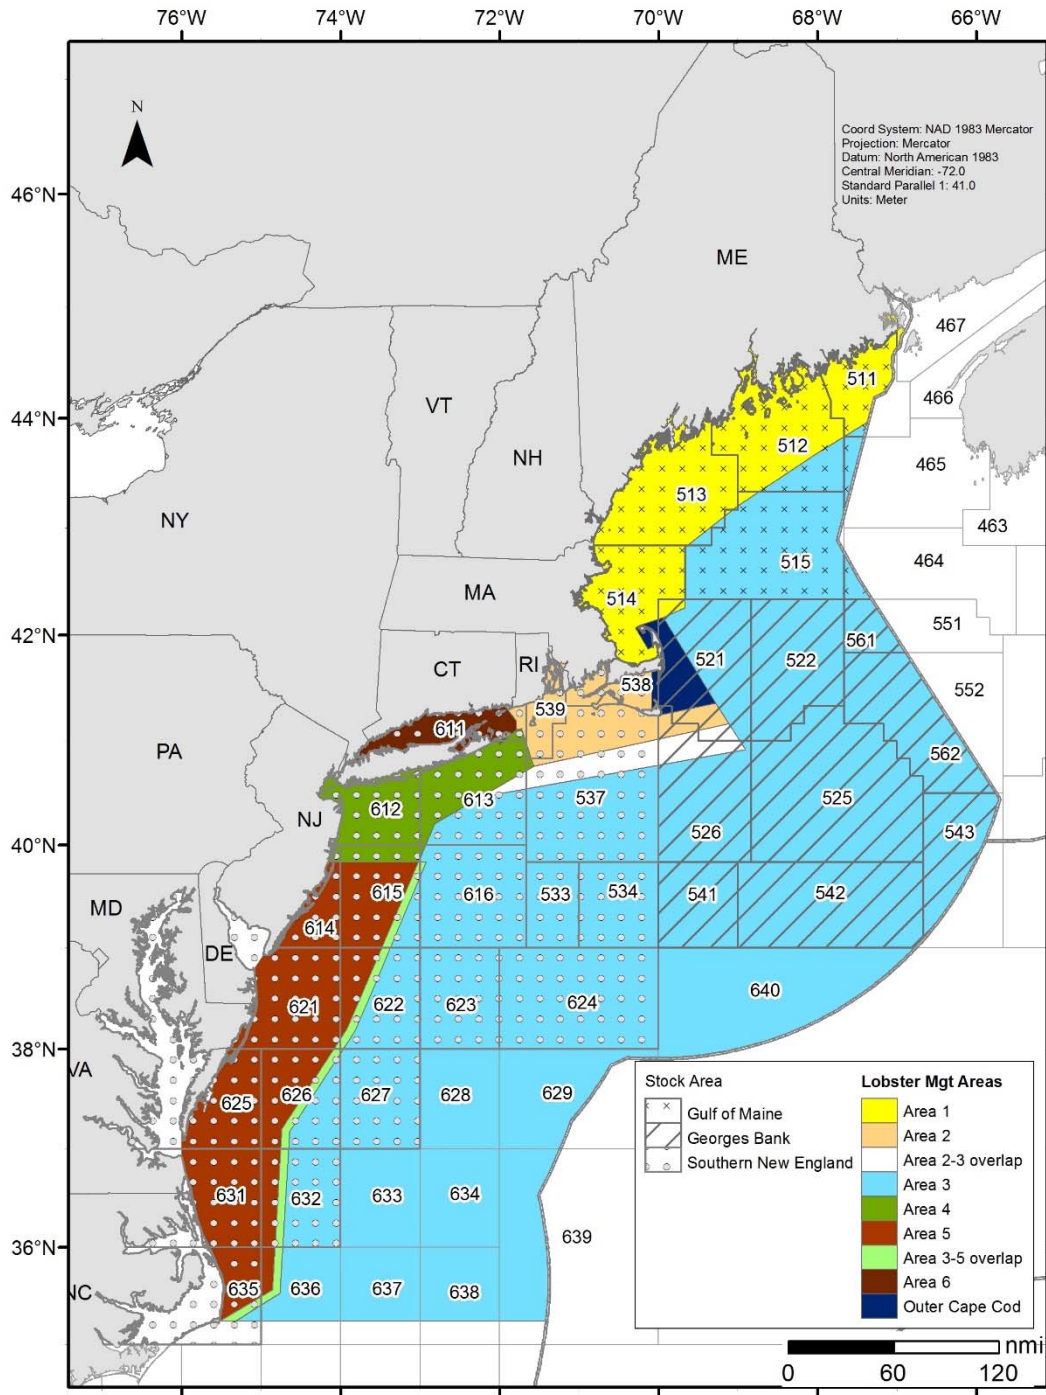 76°W 74°W 72°W 70°W 68°W 66°W
N
Coord System: NAD 1983 Mercator
Projection: Mercator
Datum: North American 1983
Central Meridian: -72.0
Standard Parallel 1: 41.0
Units: Meter
46°N
ME
467
511
466
VT
44°N
512
465
NH
513
NY
463
464
515
MA
514
551
42°N
561
521
522
RI
CT
538
552
539
611
PA
562
537
613
525
612
NJ
543
526
40°N
615
616
533
534
541
542
MD
614
DE
640
621
622
623
624
38°N
VA
626
627
628
629
625
631
632
633
634
639
36°N
NC
635
636
637
638
Stock Area
Gulf of Maine
Georges Bank
Southern New England
Lobster Mgt Areas
Area 1
Area 2
Area 2-3 overlap
Area 3
Area 4
Area 5
Area 3-5 overlap
Area 6
Outer Cape Cod
nmi
0 60 120